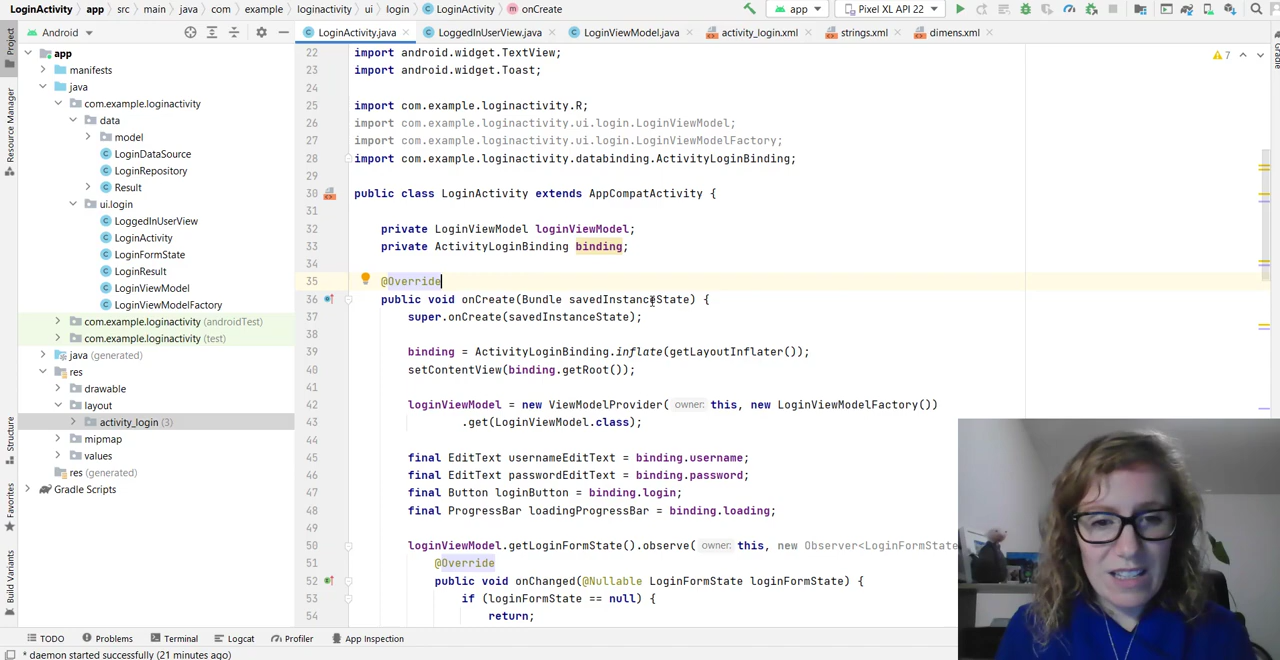 LoginActivity app src main java com example loginactivity ui login LoginActivity onCreate app Pixel XL API 22
Android
LoginActivity.java LoggedInUserView.java LoginViewModel.java activity_login.xml strings.xml dimens.xml
Project
Resource Manager
Structure
Favorites
Build Variants
Gradle
app
manifests
java
com.example.loginactivity
data
model
LoginDataSource
LoginRepository
Result
ui.login
LoggedInUserView
LoginActivity
LoginFormState
LoginResult
LoginViewModel
LoginViewModelFactory
com.example.loginactivity (androidTest)
com.example.loginactivity (test)
java (generated)
res
drawable
layout
activity_login (3)
mipmap
values
res (generated)
Gradle Scripts
7
22 import android.widget.TextView;
23 import android.widget.Toast;
24
25 import com.example.loginactivity.R;
26 import com.example.loginactivity.ui.login.LoginViewModel;
27 import com.example.loginactivity.ui.login.LoginViewModelFactory;
28 import com.example.loginactivity.databinding.ActivityLoginBinding;
29
30 public class LoginActivity extends AppCompatActivity {
31
32 private LoginViewModel loginViewModel;
33 private ActivityLoginBinding binding;
34
35 @Override
36 public void onCreate(Bundle savedInstanceState) {
37 super.onCreate(savedInstanceState);
38
39 binding = ActivityLoginBinding.inflate(getLayoutInflater());
40 setContentView(binding.getRoot());
41
42 loginViewModel = new ViewModelProvider( owner: this, new LoginViewModelFactory())
43 .get(LoginViewModel.class);
44
45 final EditText usernameEditText = binding.username;
46 final EditText passwordEditText = binding.password;
47 final Button loginButton = binding.login;
48 final ProgressBar loadingProgressBar = binding.loading;
49
50 loginViewModel.getLoginFormState().observe( owner: this, new Observer<LoginFormState
51 @Override
52 public void onChanged(@Nullable LoginFormState loginFormState) {
53 if (loginFormState == null) {
54 return;
TODO Problems Terminal Logcat Profiler App Inspection
* daemon started successfully (21 minutes ago)